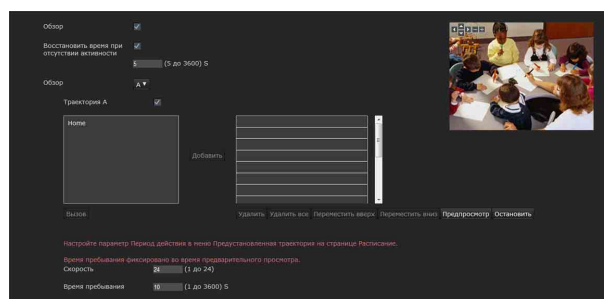 Обзор
Восстановить время при
отсутствии активности
5 (5 до 3600) S
Обзор A
Траектория A
Home
Добавить
Вызов
Удалить Удалить все Переместить вверх Переместить вниз Предпросмотр Остановить
Настройте параметр Период действия в меню Предустановленная траектория на странице Расписание.
Время пребывания фиксировано во время предварительного просмотра.
Скорость 24 (1 до 24)
Время пребывания 10 (1 до 3600) S